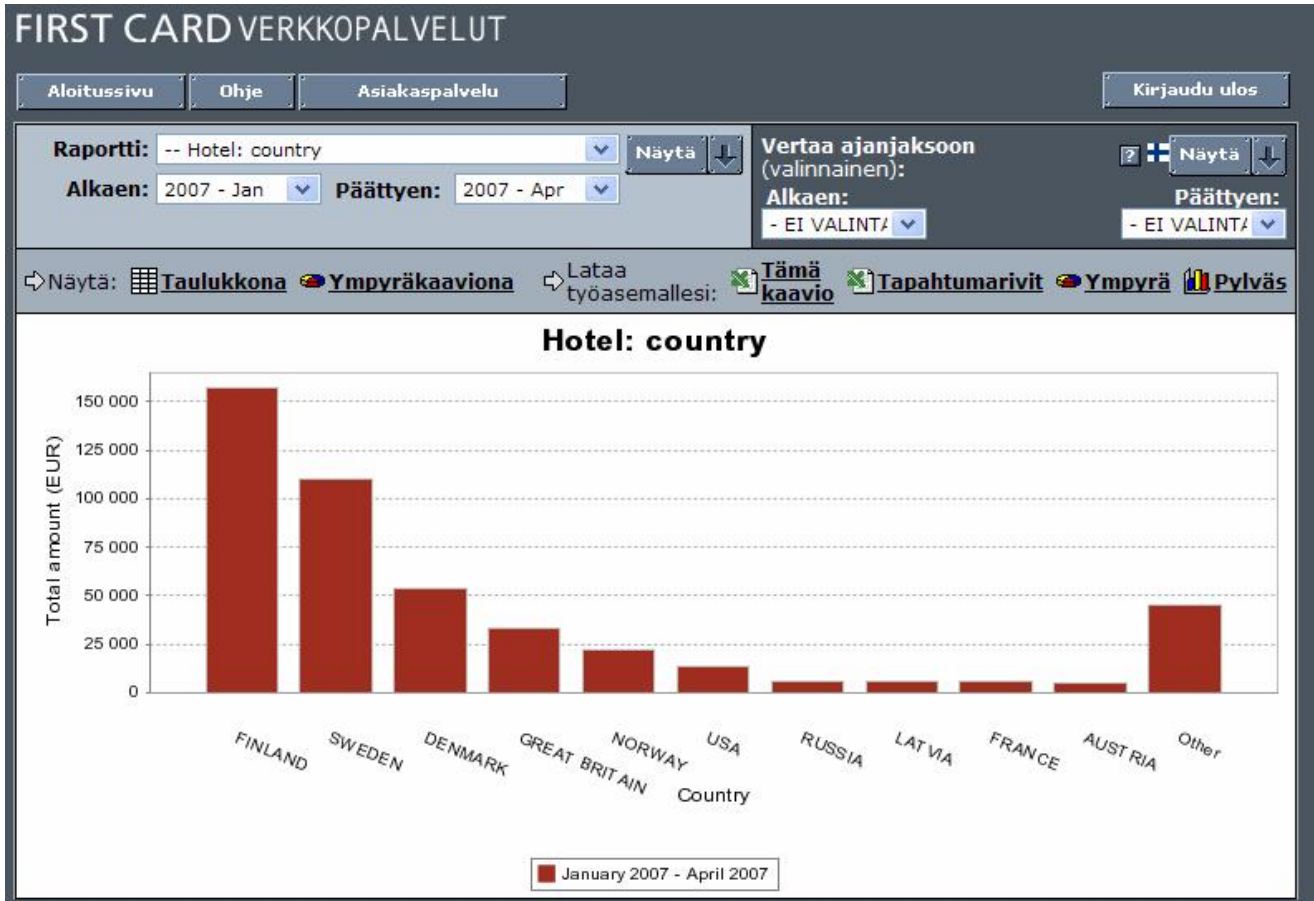 FIRST CARD VERKKOPALVELUT
Aloitussivu Ohje Asiakaspalvelu Kirjaudu ulos
Raportti: -- Hotel: country Näytä
Alkaen: 2007 - Jan Päättyen: 2007 - Apr
Vertaa ajanjaksoon
(valinnainen):
? Näytä
Alkaen: Päättyen:
- EI VALINTA - EI VALINTA
Näytä: Taulukkona Ympyräkaaviona Lataa
työasemallesi: Tämä
kaavio Tapahtumarivit Ympyrä Pylväs
Hotel: country
Total amount (EUR)
150 000
125 000
100 000
75 000
50 000
25 000
0
FINLAND SWEDEN DENMARK GREAT BRITAIN NORWAY USA RUSSIA LATVIA FRANCE AUSTRIA Other
Country
January 2007 - April 2007